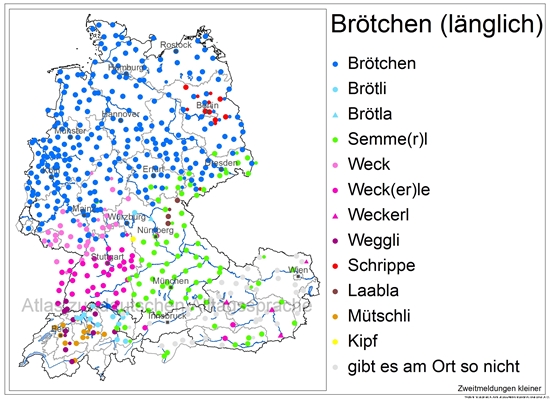 Brötchen (länglich)
Brötchen
Brötli
Brötla
Semme(r)l
Weck
Weck(er)le
Weckerl
Weggli
Schrippe
Laabla
Mütschli
Kipf
gibt es am Ort so nicht
Zweitmeldungen kleiner
Rostock
Hamburg
Berlin
Hannover
Münster
Dresden
Erfurt
Köln
Mainz
Würzburg
Nürnberg
Stuttgart
Wien
München
Atlas zur deutschen Alltagssprache
Innsbruck
Bern